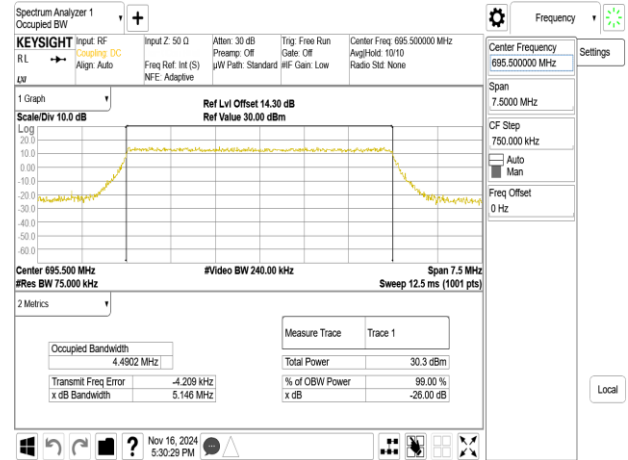 Spectrum Analyzer 1
Occupied BW
Frequency
KEYSIGHT
Input: RF
Input Z: 50 Ω
Atten: 30 dB
Trig: Free Run
Center Freq: 695.500000 MHz
RL
Coupling: DC
Preamp: Off
Gate: Off
Avg|Hold: 10/10
Align: Auto
Freq Ref: Int (S)
µW Path: Standard
#IF Gain: Low
Radio Std: None
NFE: Adaptive
LXI
Center Frequency
695.500000 MHz
Settings
Span
7.5000 MHz
CF Step
750.000 kHz
Auto
Man
Freq Offset
0 Hz
Local
1 Graph
Ref Lvl Offset 14.30 dB
Scale/Div 10.0 dB
Ref Value 30.00 dBm
Log
20.0
10.0
0.00
-10.0
-20.0
-30.0
-40.0
-50.0
-60.0
Center 695.500 MHz
#Video BW 240.00 kHz
Span 7.5 MHz
#Res BW 75.000 kHz
Sweep 12.5 ms (1001 pts)
2 Metrics
Measure Trace
Trace 1
Occupied Bandwidth
4.4902 MHz
Total Power
30.3 dBm
Transmit Freq Error
-4.209 kHz
% of OBW Power
99.00 %
x dB Bandwidth
5.146 MHz
x dB
-26.00 dB
?
Nov 16, 2024
5:30:29 PM